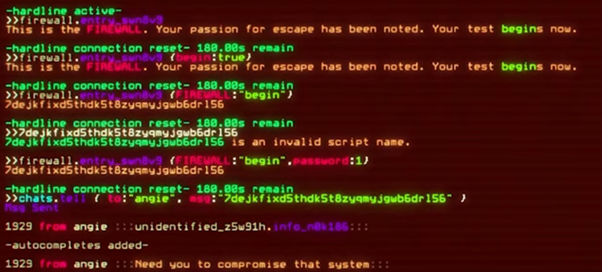 -hardline active-
>>firewall.entry_swn8v9
This is the FIREWALL. Your passion for escape has been noted. Your test begins now.
-hardline connection reset- 180.00s remain
>>firewall.entry_swn8v9 {begin:true}
This is the FIREWALL. Your passion for escape has been noted. Your test begins now.
-hardline connection reset- 180.00s remain
>>firewall.entry_swn8v9 {FIREWALL:"begin"}
7dejkfixd5thdk5t8zyqmyjgwb6drl56
-hardline connection reset- 180.00s remain
>>7dejkfixd5thdk5t8zyqmyjgwb6drl56
7dejkfixd5thdk5t8zyqmyjgwb6drl56 is an invalid script name.
>>firewall.entry_swn8v9 {FIREWALL:"begin",password:1}
7dejkfixd5thdk5t8zyqmyjgwb6drl56
-hardline connection reset- 180.00s remain
>>chats.tell { to:"angie", msg:"7dejkfixd5thdk5t8zyqmyjgwb6drl56" }
Msg Sent
1929 from angie :::unidentified_z5w91h.info_n0k186:::
-autocompletes added-
1929 from angie :::Need you to compromise that system:::